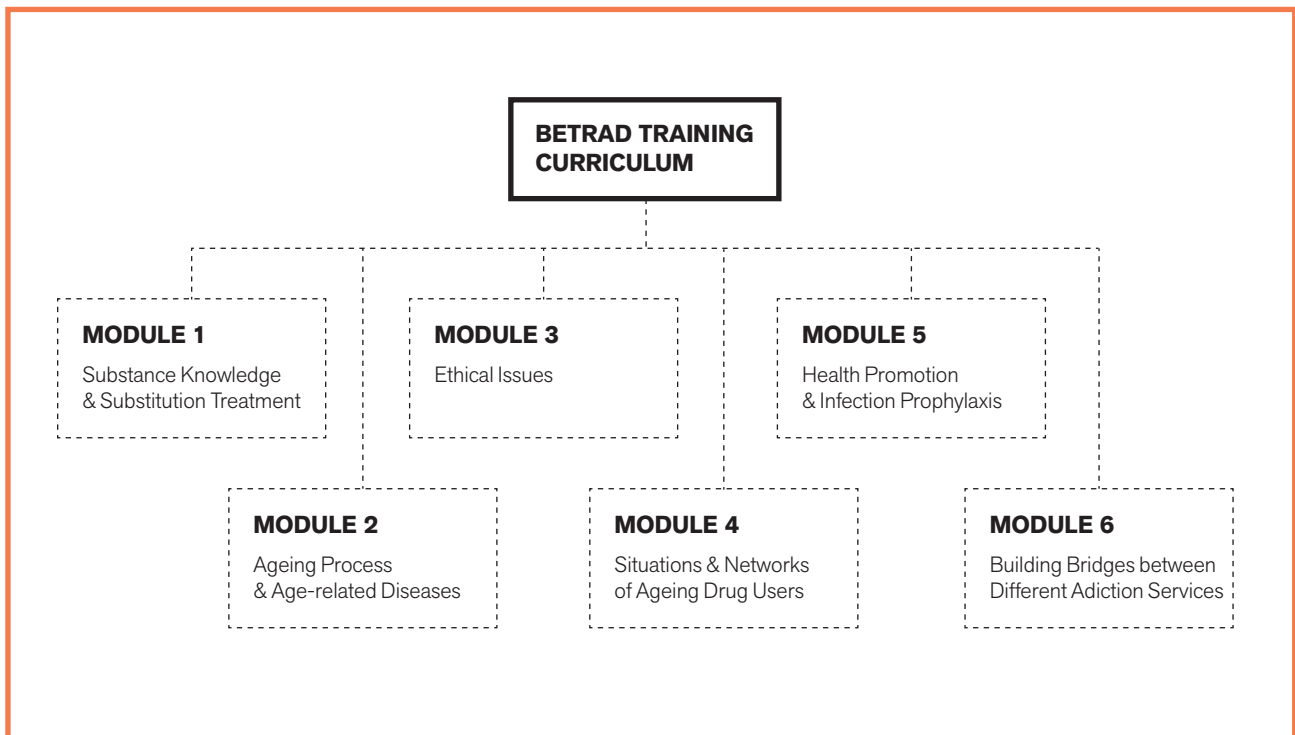 BETRAD TRAINING
CURRICULUM
MODULE 1
Substance Knowledge
& Substitution Treatment
MODULE 2
Ageing Process
& Age-related Diseases
MODULE 3
Ethical Issues
MODULE 4
Situations & Networks
of Ageing Drug Users
MODULE 5
Health Promotion
& Infection Prophylaxis
MODULE 6
Building Bridges between
Different Adiction Services